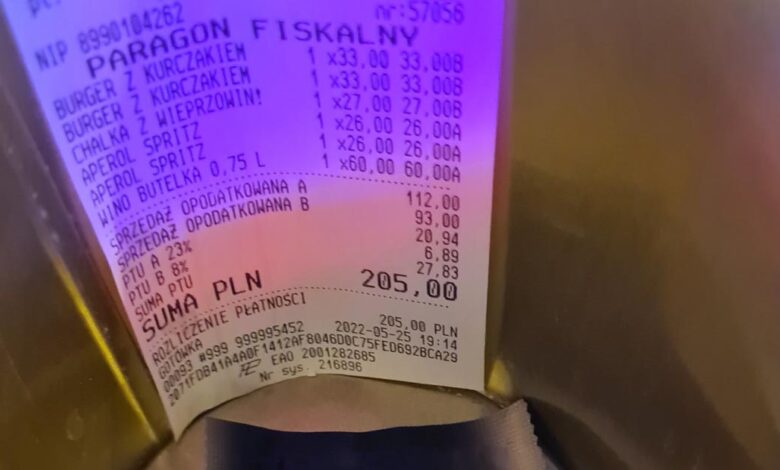 nr:57056
NIP 8990104262
PARAGON FISKALNY
BURGER Z KURCZAKIEM 1 x33,00 33,00B
BURGER Z KURCZAKIEM 1 x33,00 33,00B
CHALKA Z WIEPRZOWIN! 1 x27,00 27,00B
APEROL SPRITZ 1 x26,00 26,00A
APEROL SPRITZ 1 x26,00 26,00A
WINO BUTELKA 0,75 L 1 x60,00 60,00A
SPRZEDAŻ OPODATKOWANA A 112,00
SPRZEDAŻ OPODATKOWANA B 93,00
PTU A 23% 20,94
PTU B 8% 6,89
SUMA PTU 27,83
SUMA PLN 205,00
ROZLICZENIE PŁATNOŚCI
GOTÓWKA 205,00 PLN
00093 #999 999995452 2022-05-25 19:14
2071FDB41A4A0F1412AF8046D0C75FED692BCA29
EAO 2001282685
Nr sys. 216896